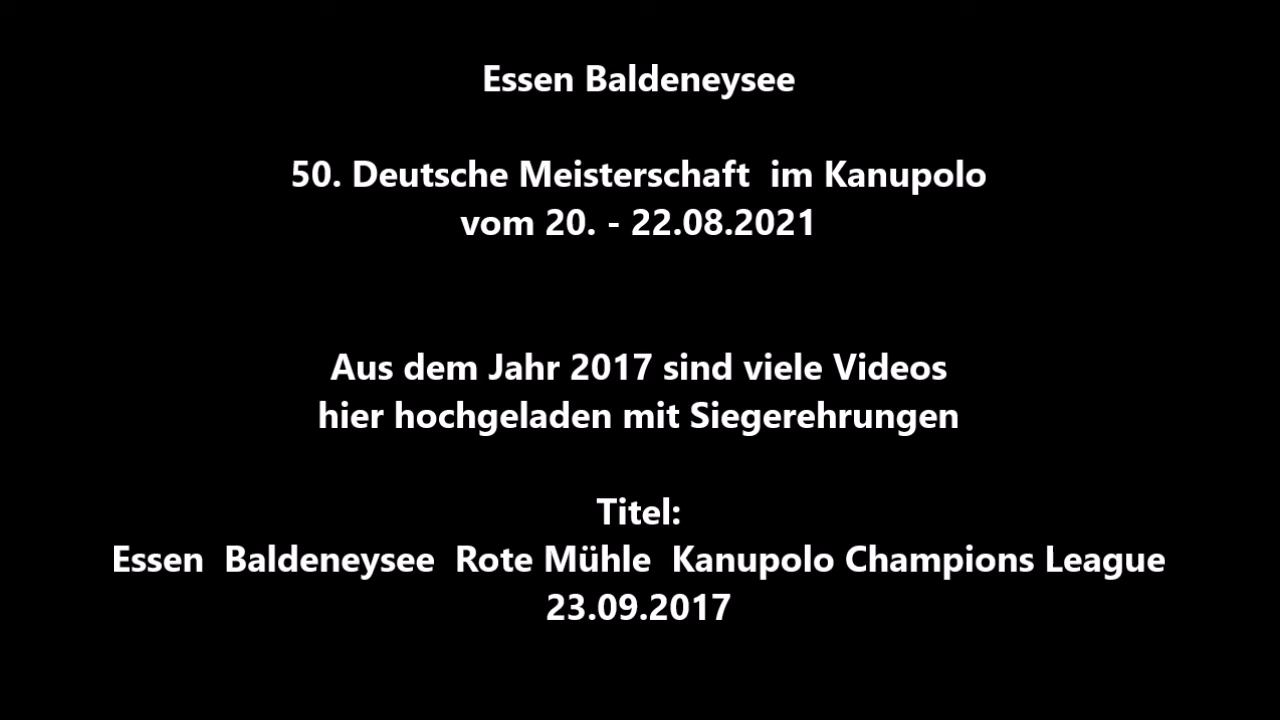 Essen Baldeneysee
50. Deutsche Meisterschaft  im Kanupolo
vom 20. - 22.08.2021
Aus dem Jahr 2017 sind viele Videos
hier hochgeladen mit Siegerehrungen
Titel:
Essen  Baldeneysee  Rote Mühle  Kanupolo Champions League
23.09.2017